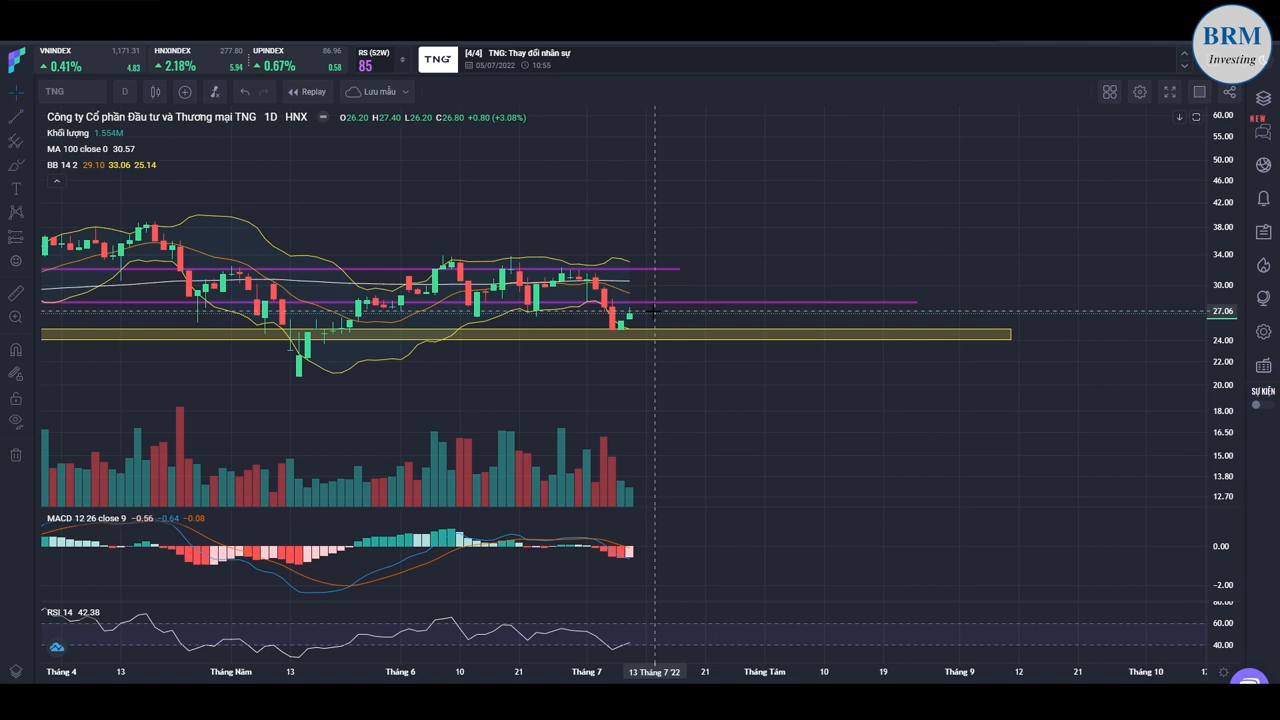 BRM
Investing
VNINDEX 1,171.31
0.41% 4.83
HNXINDEX 277.80
2.18% 5.94
UPINDEX 86.96
0.67% 0.58
RS (52W)
85
TNG
[4/4] TNG: Thay đổi nhân sự
05/07/2022 10:55
TNG D Replay Lưu mẫu
Công ty Cổ phần Đầu tư và Thương mại TNG 1D HNX O26.20 H27.40 L26.20 C26.80 +0.80 (+3.08%)
Khối lượng 1.554M
MA 100 close 0 30.57
BB 14 2 29.10 33.06 25.14
NEW
60.00
55.00
50.00
46.00
42.00
38.00
34.00
30.00
27.06
24.00
22.00
20.00
18.00
16.50
15.00
13.80
12.70
SỰ KIỆN
MACD 12 26 close 9 −0.56 −0.64 −0.08
0.00
−2.00
RSI 14 42.38
80.00
60.00
40.00
Tháng 4 13 Tháng Năm 13 Tháng 6 10 21 Tháng 7 13 Tháng 7 '22 21 Tháng Tám 10 19 Tháng 9 12 21 Tháng 10